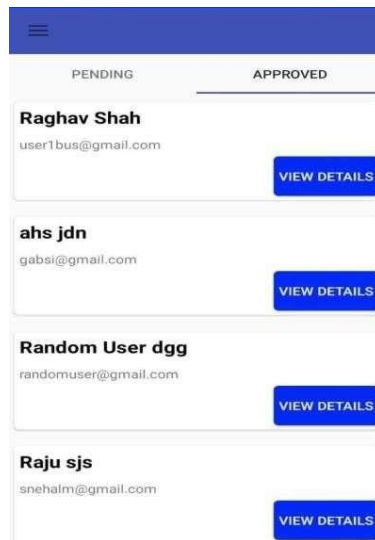 PENDING APPROVED
Raghav Shah
user1bus@gmail.com
VIEW DETAILS
ahs jdn
gabsi@gmail.com
VIEW DETAILS
Random User dgg
randomuser@gmail.com
VIEW DETAILS
Raju sjs
snehalm@gmail.com
VIEW DETAILS